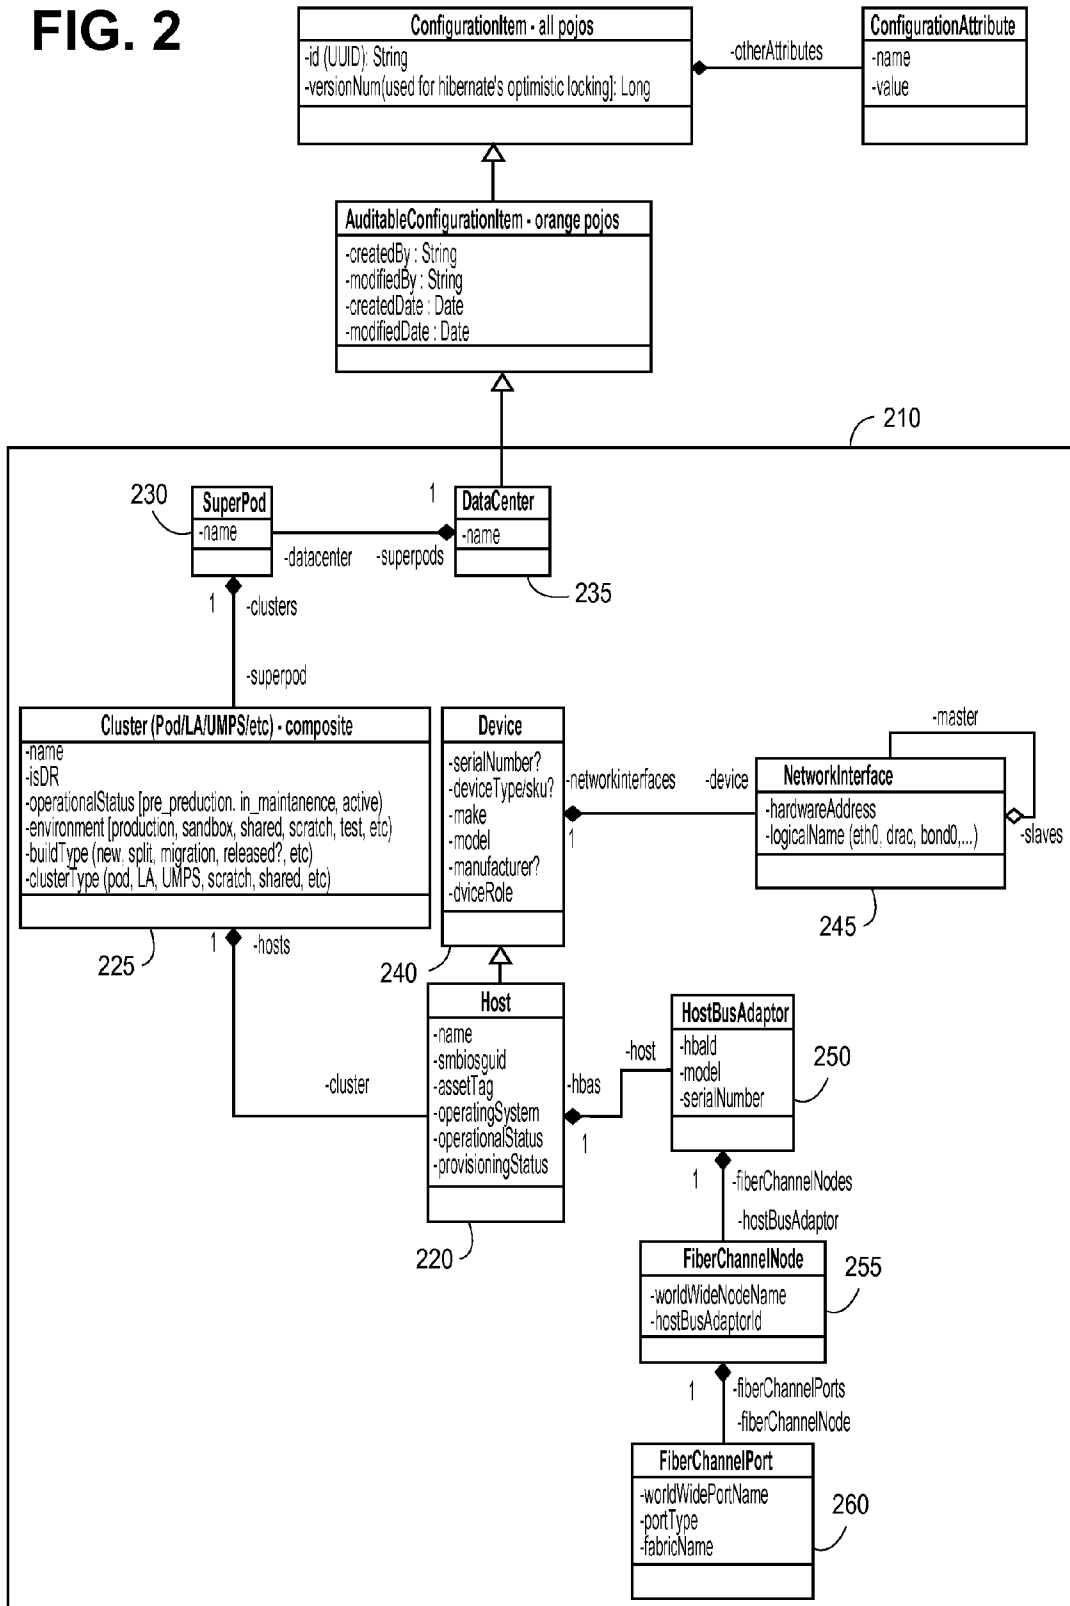 FIG. 2
ConfigurationItem - all pojos
-id (UUID): String
-versionNum(used for hibernate's optimistic locking]: Long
-otherAttributes
ConfigurationAttribute
-name
-value
AuditableConfigurationItem - orange pojos
-createdBy : String
-modifiedBy : String
-createdDate : Date
-modifiedDate : Date
210
230
SuperPod
-name
1
DataCenter
-name
-datacenter
-superpods
235
1
-clusters
-superpod
Cluster (Pod/LA/UMPS/etc) - composite
-name
-isDR
-operationalStatus [pre_production. in_maintanence, active)
-environment [production, sandbox, shared, scratch, test, etc)
-buildType (new, split, migration, released?, etc)
-clusterType (pod, LA, UMPS, scratch, shared, etc)
225
1
-hosts
Device
-serialNumber?
-deviceType/sku?
-make
-model
-manufacturer?
-dviceRole
240
-networkinterfaces
-device
1
-master
NetworkInterface
-hardwareAddress
-logicalName (eth0, drac, bond0,...)
-slaves
245
Host
-name
-smbiosguid
-assetTag
-operatingSystem
-operationalStatus
-provisioningStatus
220
-cluster
-hbas
1
-host
HostBusAdaptor
-hbaId
-model
-serialNumber
250
1
-fiberChannelNodes
-hostBusAdaptor
FiberChannelNode
-worldWideNodeName
-hostBusAdaptorId
255
1
-fiberChannelPorts
-fiberChannelNode
FiberChannelPort
-worldWidePortName
-portType
-fabricName
260